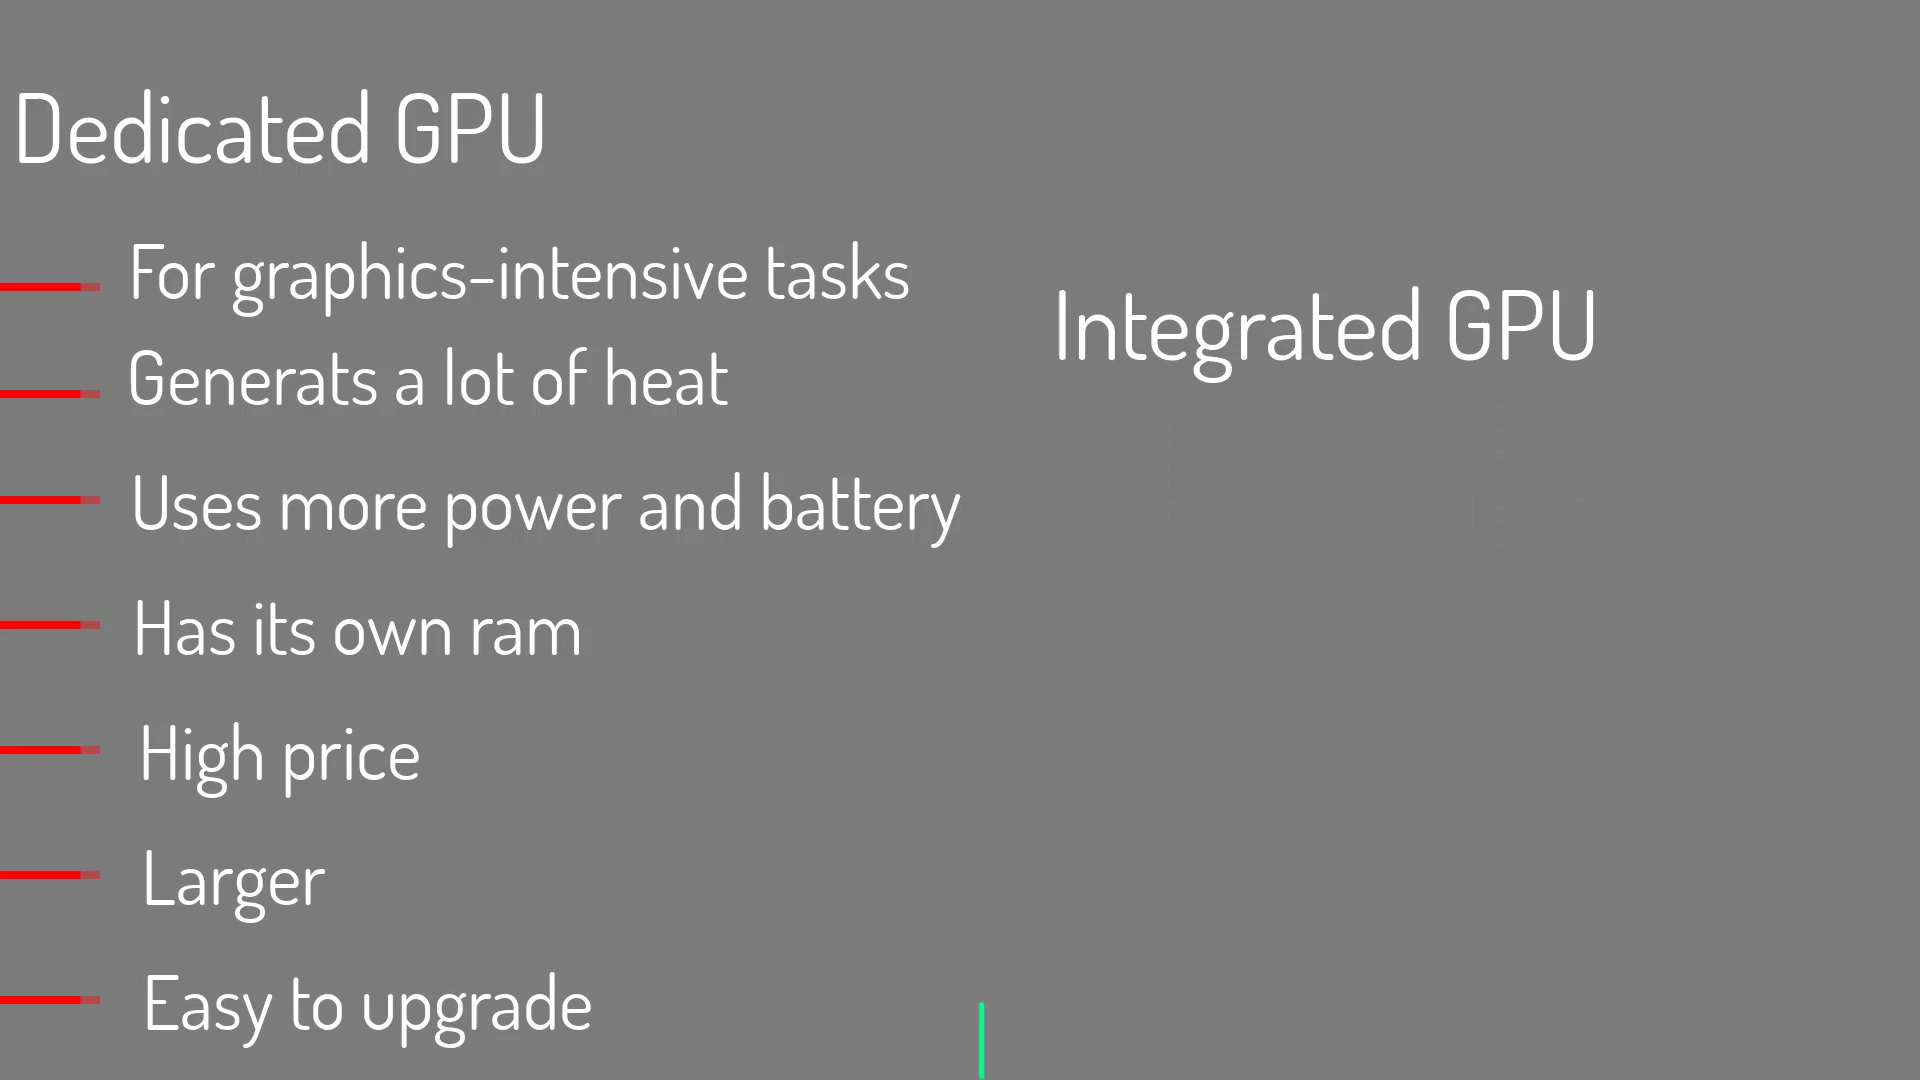 Dedicated GPU
For graphics-intensive tasks
Generats a lot of heat
Uses more power and battery
Has its own ram
High price
Larger
Easy to upgrade
Integrated GPU